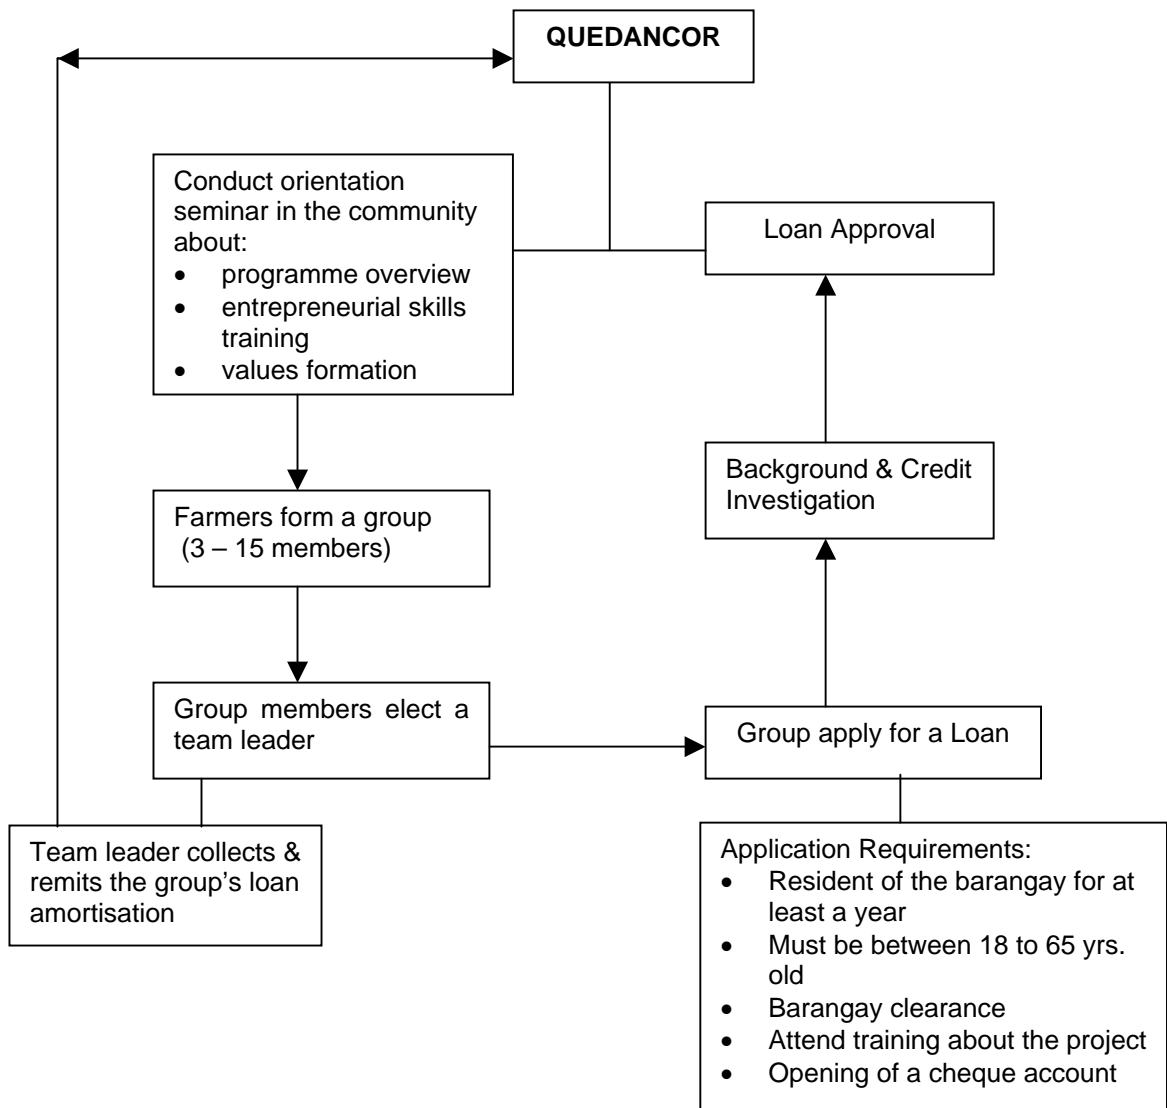 QUEDANCOR
Conduct orientation
seminar in the community
about:
• programme overview
• entrepreneurial skills
training
• values formation
Loan Approval
Background & Credit
Investigation
Farmers form a group
(3 – 15 members)
Group members elect a
team leader
Group apply for a Loan
Team leader collects &
remits the group's loan
amortisation
Application Requirements:
• Resident of the barangay for at
least a year
• Must be between 18 to 65 yrs.
old
• Barangay clearance
• Attend training about the project
• Opening of a cheque account